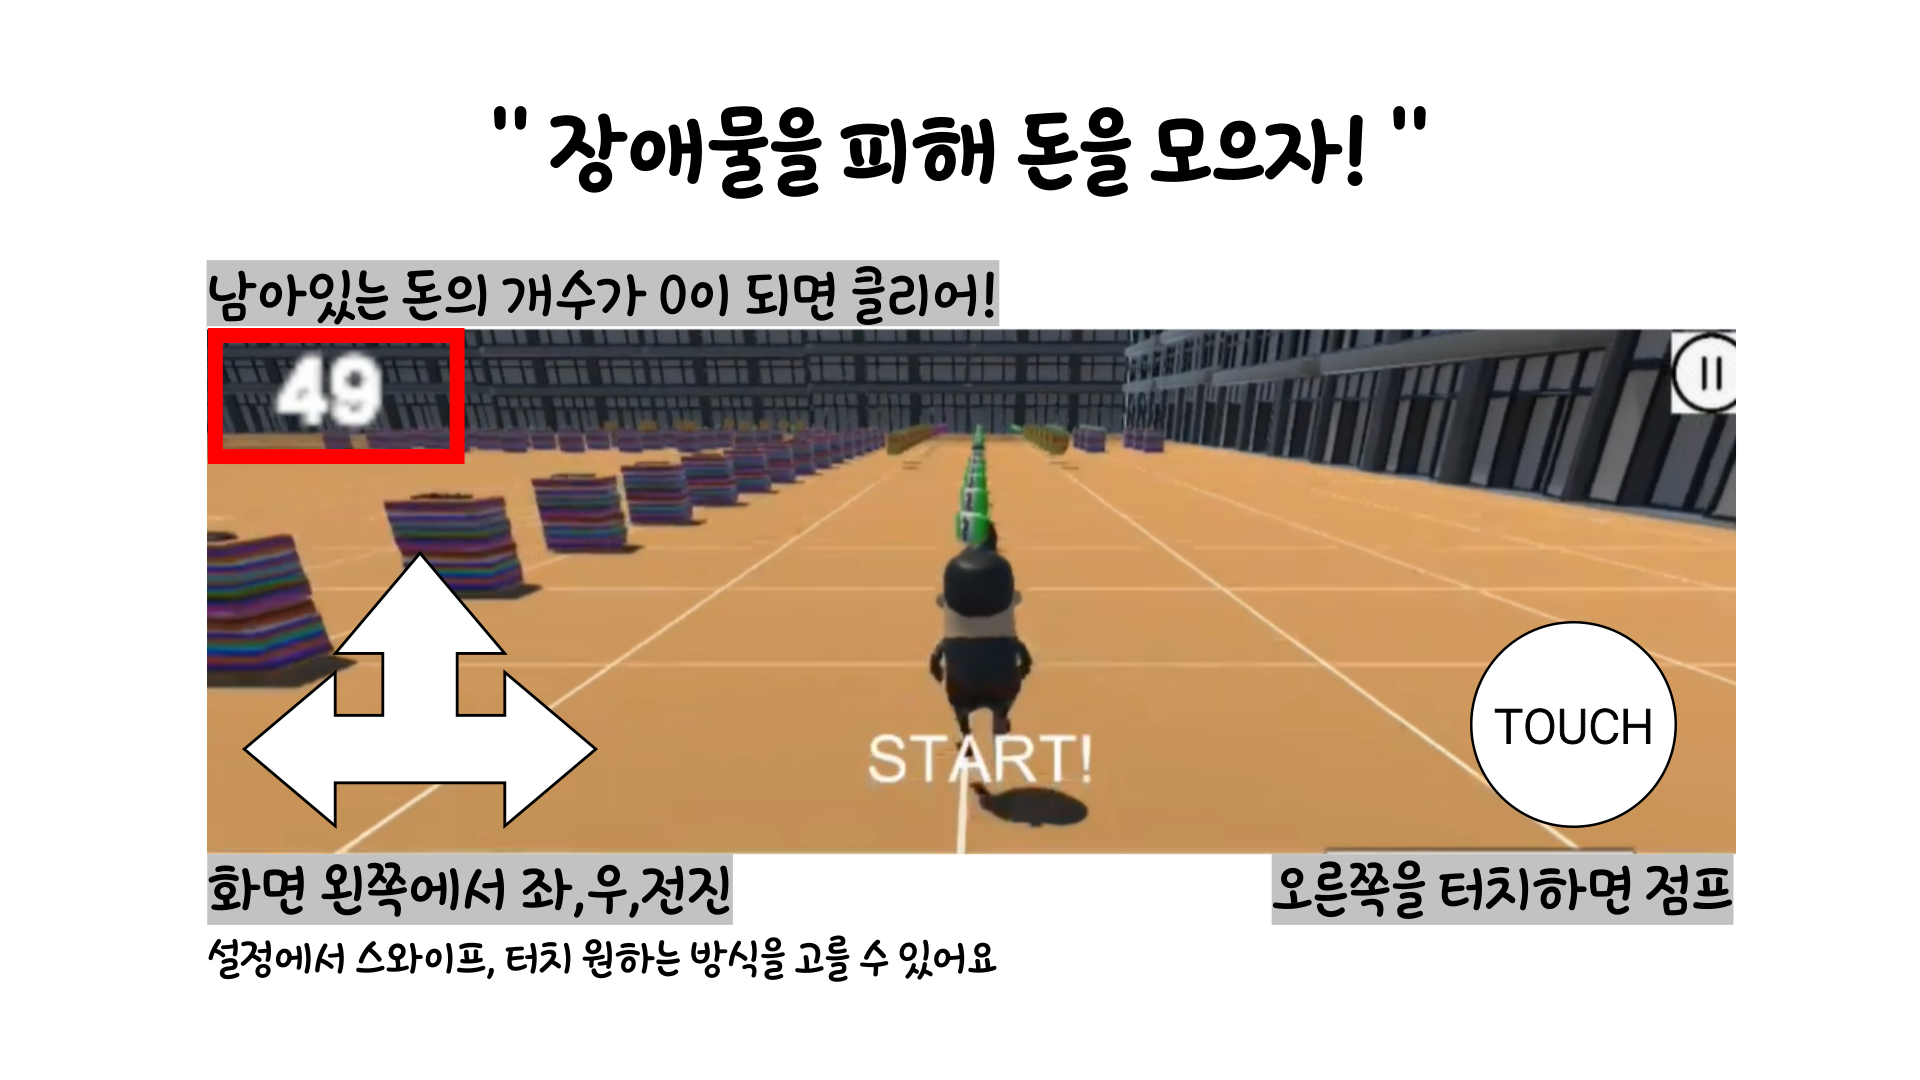 " 장애물을 피해 돈을 모으자! "
남아있는 돈의 개수가 0이 되면 클리어!
49
TOUCH
START!
화면 왼쪽에서 좌,우,전진
오른쪽을 터치하면 점프
설정에서 스와이프, 터치 원하는 방식을 고를 수 있어요